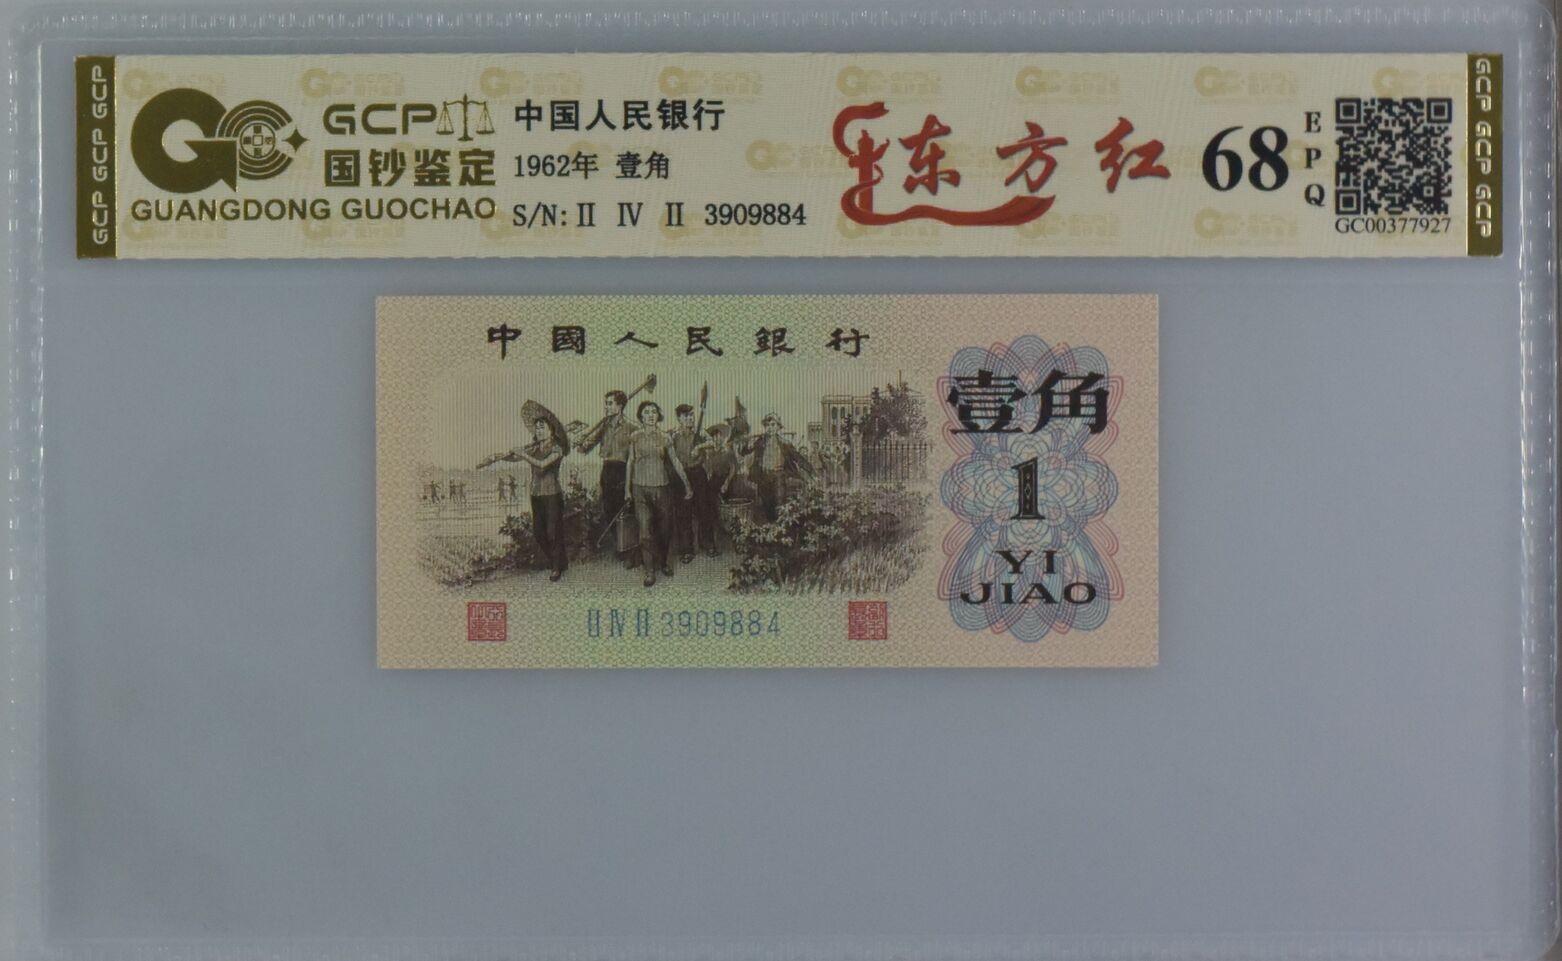 GCP GCP GCP
GCP
国钞鉴定
GUANGDONG GUOCHAO
中国人民银行
1962年 壹角
S/N: II IV II 3909884
东方红
68
EPQ
GC00377927
GCP GCP GCP
中國人民銀行
壹角
1
YI
JIAO
II IV II 3909884